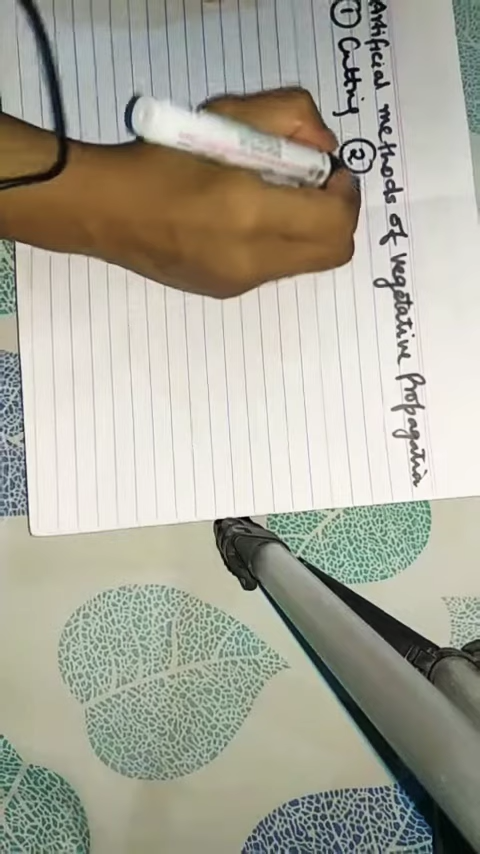 Artificial methods of vegetative Propagation
① Cutting ②